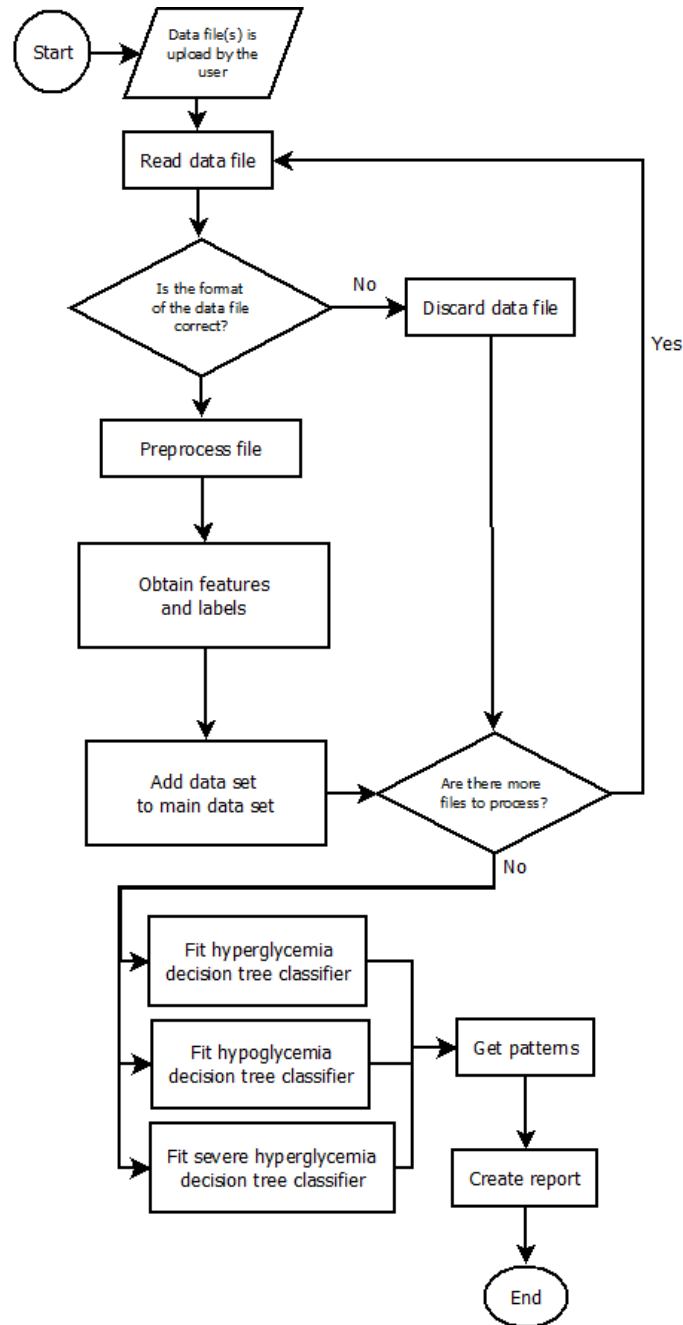 Start
Data file(s) is
upload by the
user
Read data file
Is the format
of the data file
correct?
No
Discard data file
Yes
Preprocess file
Obtain features
and labels
Add data set
to main data set
Are there more
files to process?
No
Fit hyperglycemia
decision tree classifier
Fit hypoglycemia
decision tree classifier
Get patterns
Fit severe hyperglycemia
decision tree classifier
Create report
End